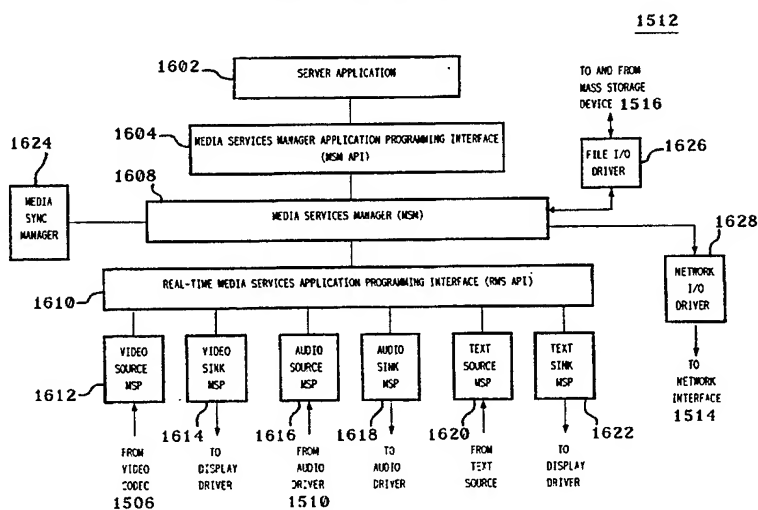 1512
1602
SERVER APPLICATION
TO AND FROM
MASS STORAGE
DEVICE 1516
1604
MEDIA SERVICES MANAGER APPLICATION PROGRAMMING INTERFACE
(MSM API)
1624
1608
FILE I/O
DRIVER
1626
MEDIA
SYNC
MANAGER
MEDIA SERVICES MANAGER (MSM)
1628
NETWORK
I/O
DRIVER
1610
REAL-TIME MEDIA SERVICES APPLICATION PROGRAMMING INTERFACE (RMS API)
TO
NETWORK
INTERFACE
1514
VIDEO
SOURCE
MSP
VIDEO
SINK
MSP
AUDIO
SOURCE
MSP
AUDIO
SINK
MSP
TEXT
SOURCE
MSP
TEXT
SINK
MSP
1612
1614
1616
1618
1620
1622
FROM
VIDEO
CODEC
1506
TO
DISPLAY
DRIVER
FROM
AUDIO
DRIVER
1510
TO
AUDIO
DRIVER
FROM
TEXT
SOURCE
TO
DISPLAY
DRIVER